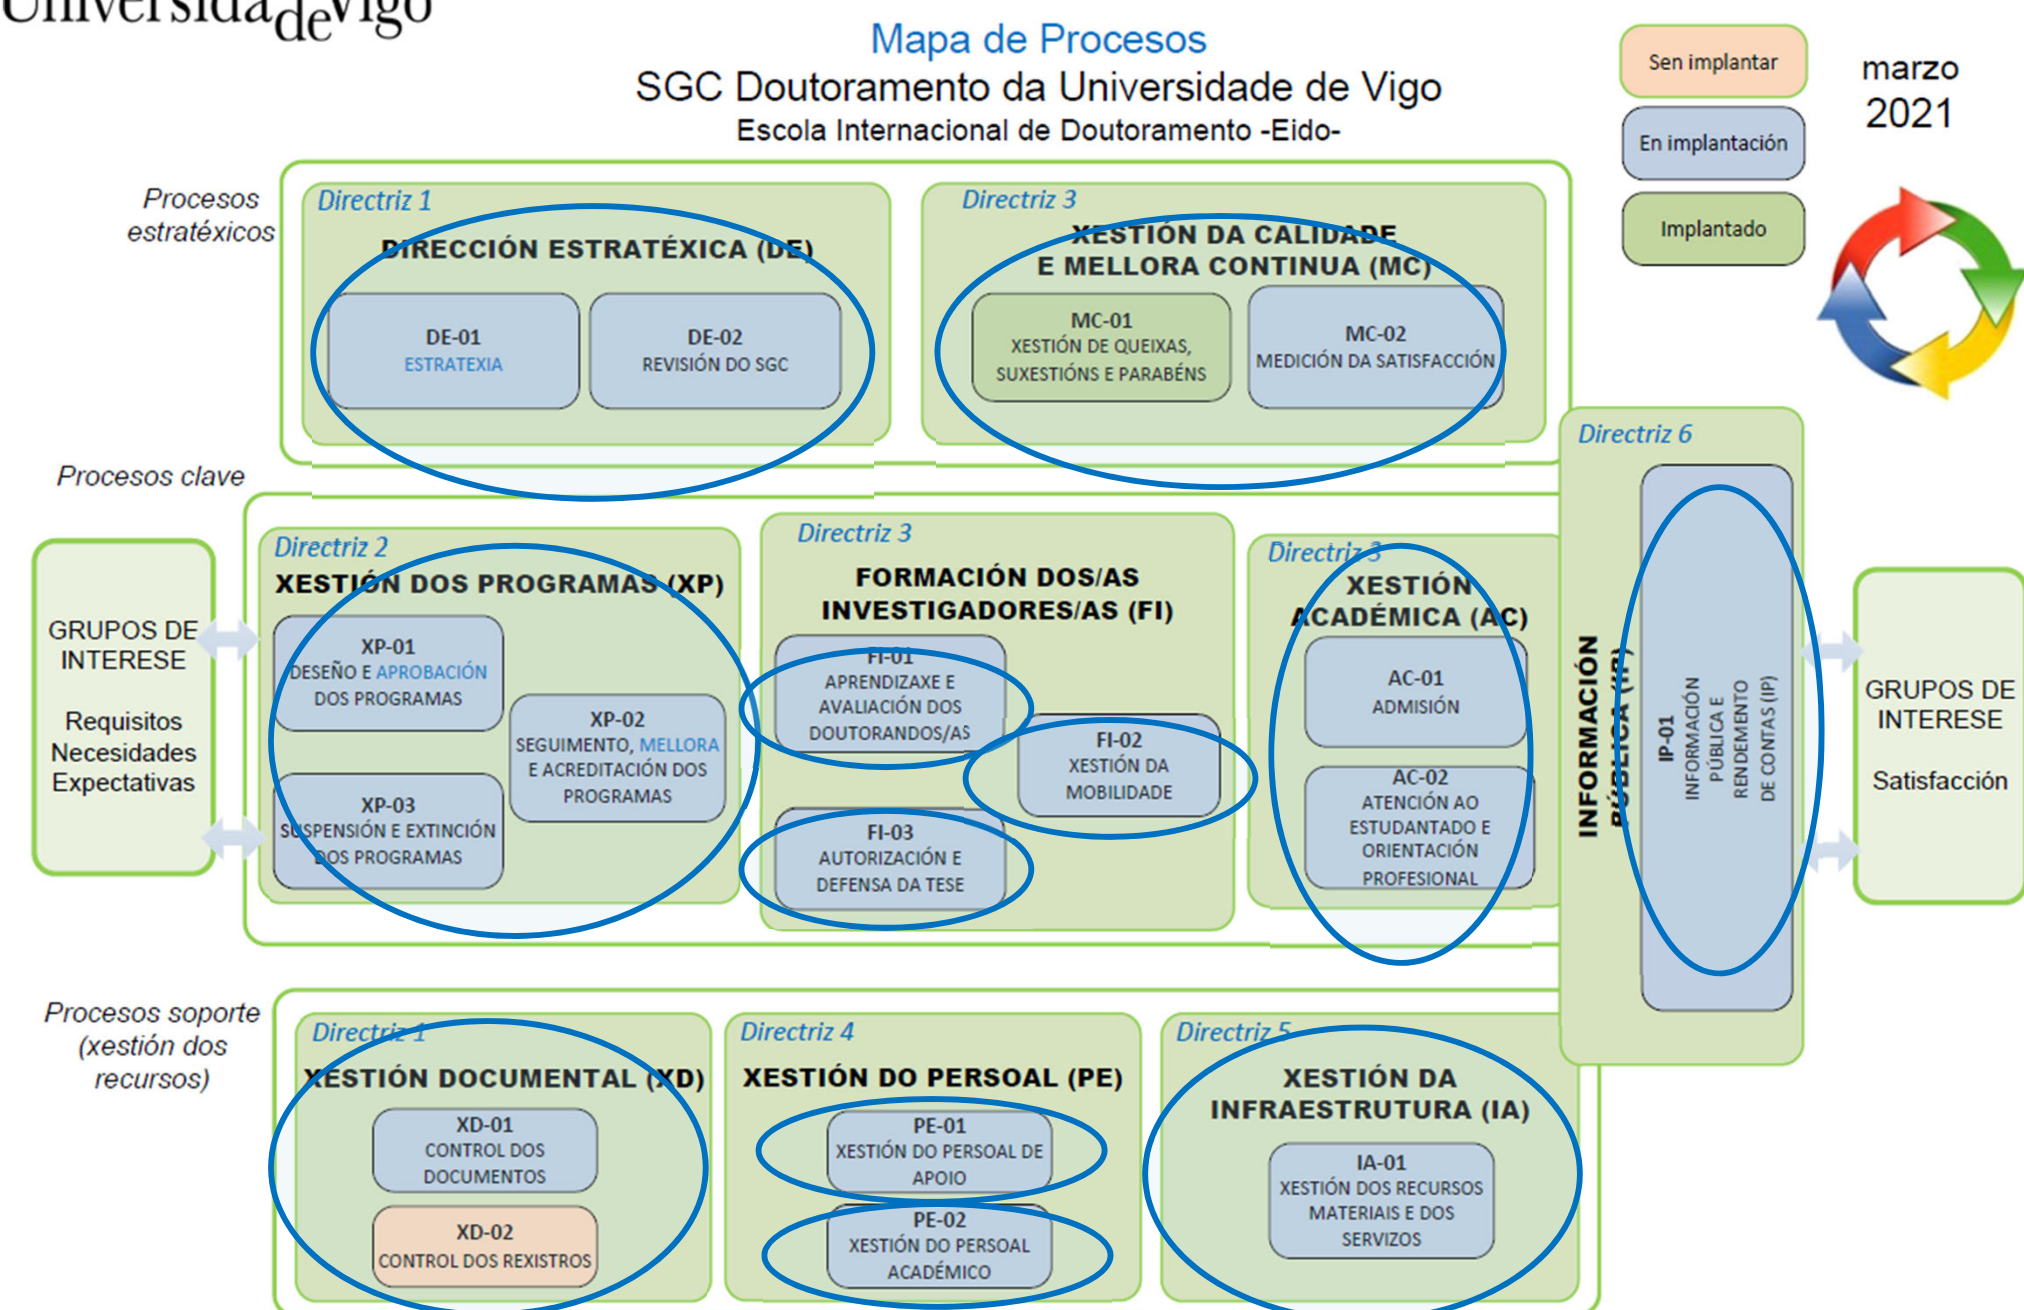 Universidade Vigo
Mapa de Procesos
SGC Doutoramento da Universidade de Vigo
Escola Internacional de Doutoramento -Eido-
Sen implantar
En implantación
Implantado
marzo
2021
Procesos
estratéxicos
Directriz 1
DIRECCIÓN ESTRATÉXICA (DE)
DE-01
ESTRATEXIA
DE-02
REVISIÓN DO SGC
Directriz 3
XESTIÓN DA CALIDADE
E MELLORA CONTINUA (MC)
MC-01
XESTIÓN DE QUEIXAS,
SUXESTIÓNS E PARABÉNS
MC-02
MEDICIÓN DA SATISFACCIÓN
Procesos clave
GRUPOS DE
INTERESE
Requisitos
Necesidades
Expectativas
Directriz 2
XESTIÓN DOS PROGRAMAS (XP)
XP-01
DESEÑO E APROBACIÓN
DOS PROGRAMAS
XP-02
SEGUIMENTO, MELLORA
E ACREDITACIÓN DOS
PROGRAMAS
XP-03
SUSPENSIÓN E EXTINCIÓN
DOS PROGRAMAS
Directriz 3
FORMACIÓN DOS/AS
INVESTIGADORES/AS (FI)
FI-01
APRENDIZAXE E
AVALIACIÓN DOS
DOUTORANDOS/AS
FI-02
XESTIÓN DA
MOBILIDADE
FI-03
AUTORIZACIÓN E
DEFENSA DA TESE
Directriz 3
XESTIÓN
ACADÉMICA (AC)
AC-01
ADMISIÓN
AC-02
ATENCIÓN AO
ESTUDANTADO E
ORIENTACIÓN
PROFESIONAL
Directriz 6
INFORMACIÓN
PÚBLICA (IP)
IP-01
INFORMACIÓN
PÚBLICA E
RENDEMENTO
DE CONTAS (IP)
GRUPOS DE
INTERESE
Satisfacción
Procesos soporte
(xestión dos
recursos)
Directriz 1
XESTIÓN DOCUMENTAL (XD)
XD-01
CONTROL DOS
DOCUMENTOS
XD-02
CONTROL DOS REXISTROS
Directriz 4
XESTIÓN DO PERSOAL (PE)
PE-01
XESTIÓN DO PERSOAL DE
APOIO
PE-02
XESTIÓN DO PERSOAL
ACADÉMICO
Directriz 5
XESTIÓN DA
INFRAESTRUTURA (IA)
IA-01
XESTIÓN DOS RECURSOS
MATERIAIS E DOS
SERVIZOS